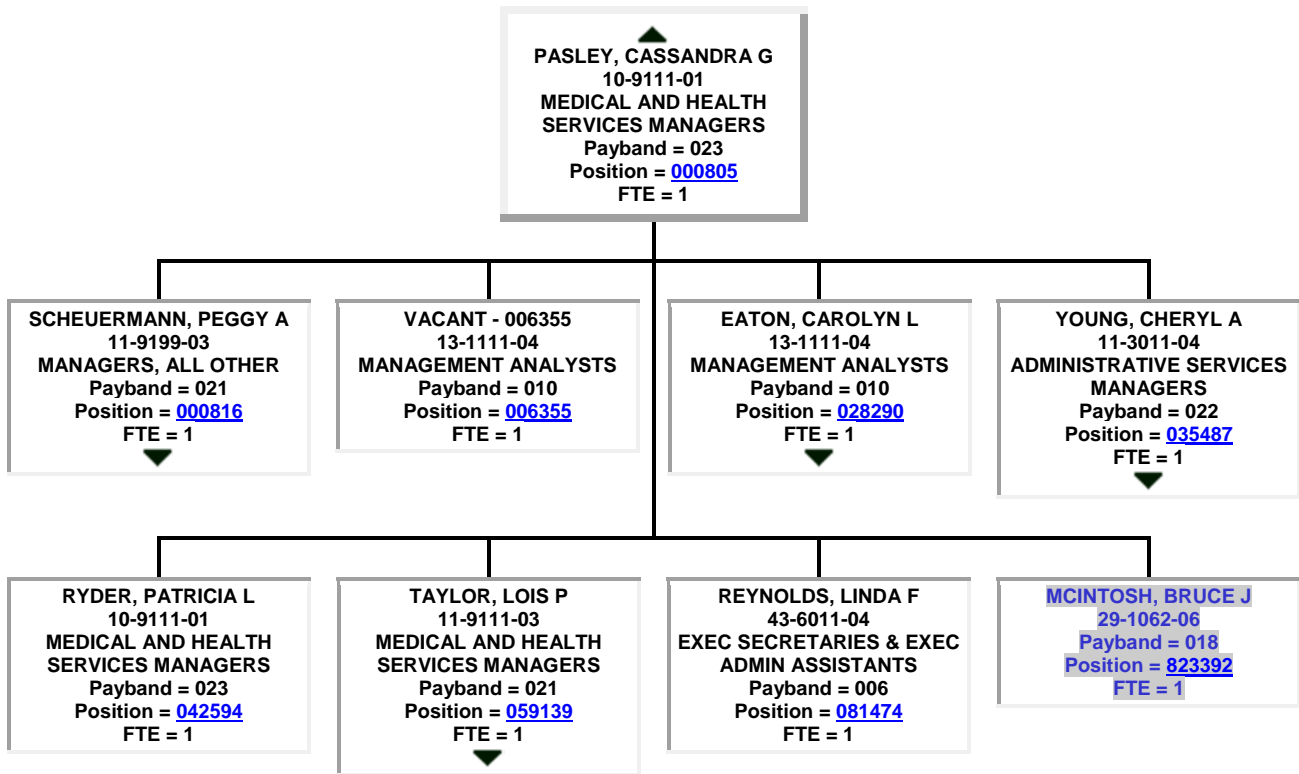 PASLEY, CASSANDRA G
10-9111-01
MEDICAL AND HEALTH
SERVICES MANAGERS
Payband = 023
Position = 000805
FTE = 1
SCHEUERMANN, PEGGY A
11-9199-03
MANAGERS, ALL OTHER
Payband = 021
Position = 000816
FTE = 1
VACANT - 006355
13-1111-04
MANAGEMENT ANALYSTS
Payband = 010
Position = 006355
FTE = 1
EATON, CAROLYN L
13-1111-04
MANAGEMENT ANALYSTS
Payband = 010
Position = 028290
FTE = 1
YOUNG, CHERYL A
11-3011-04
ADMINISTRATIVE SERVICES
MANAGERS
Payband = 022
Position = 035487
FTE = 1
RYDER, PATRICIA L
10-9111-01
MEDICAL AND HEALTH
SERVICES MANAGERS
Payband = 023
Position = 042594
FTE = 1
TAYLOR, LOIS P
11-9111-03
MEDICAL AND HEALTH
SERVICES MANAGERS
Payband = 021
Position = 059139
FTE = 1
REYNOLDS, LINDA F
43-6011-04
EXEC SECRETARIES & EXEC
ADMIN ASSISTANTS
Payband = 006
Position = 081474
FTE = 1
MCINTOSH, BRUCE J
29-1062-06
Payband = 018
Position = 823392
FTE = 1